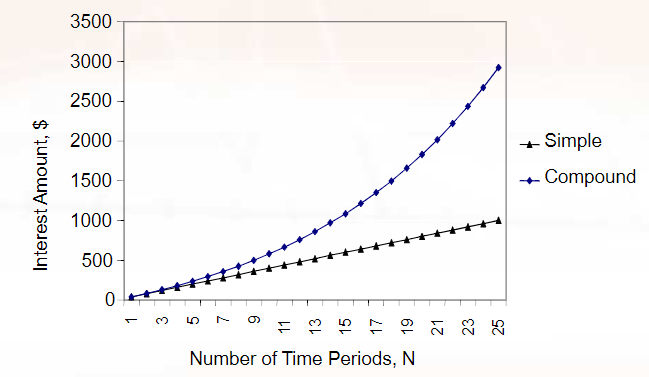 3500
3000
2500
2000
1500
1000
500
0
Interest Amount, $
1 3 5 7 9 11 13 15 17 19 21 23 25
Number of Time Periods, N
Simple
Compound